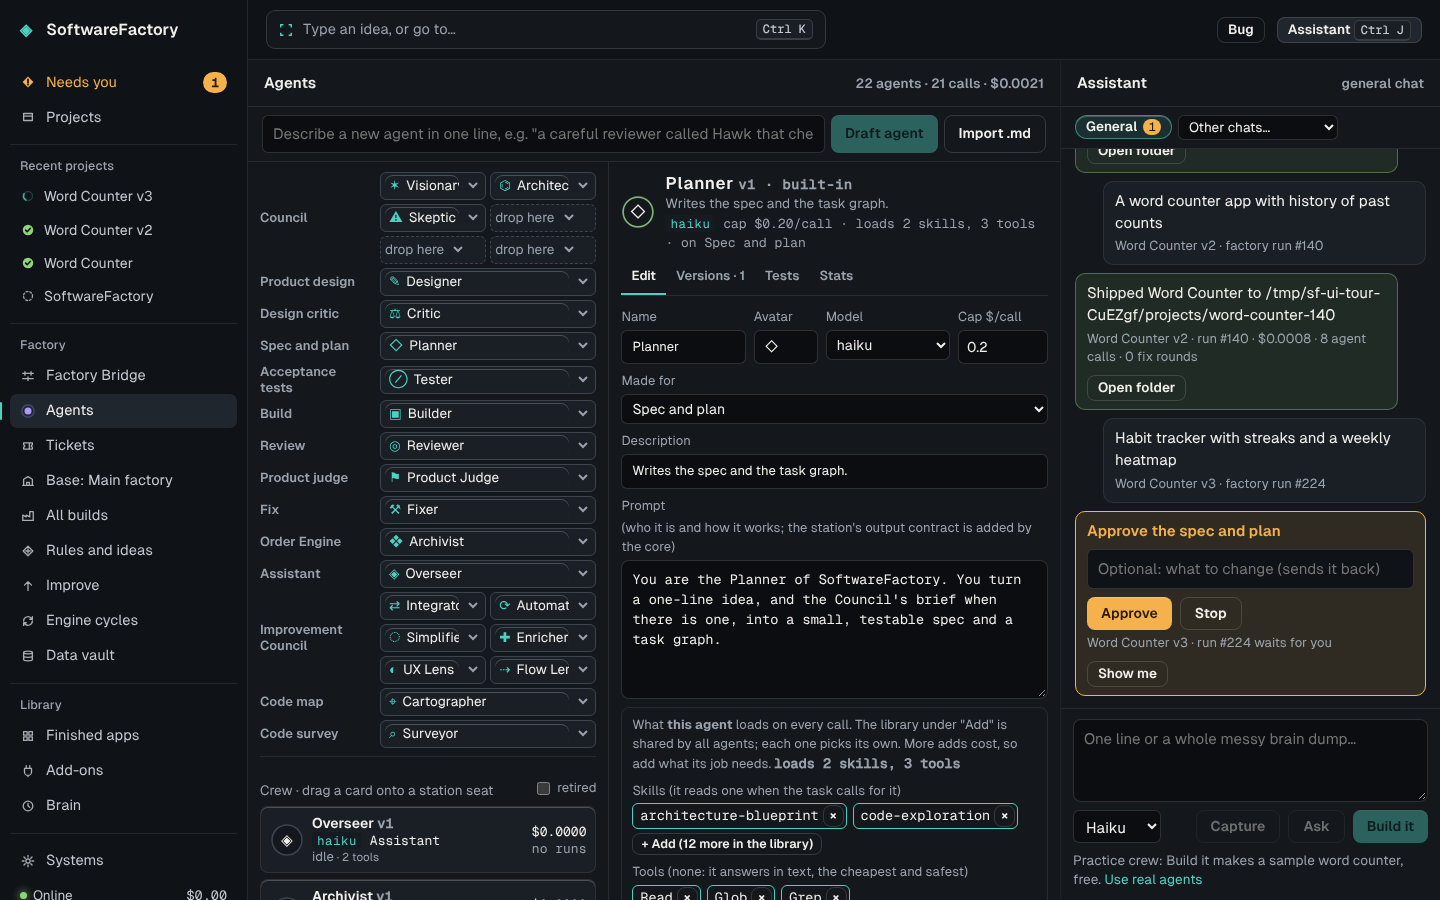 SoftwareFactory
Type an idea, or go to…
Ctrl K
Bug
Assistant Ctrl J
Needs you
1
Projects
Recent projects
Word Counter v3
Word Counter v2
Word Counter
SoftwareFactory
Factory
Factory Bridge
Agents
Tickets
Base: Main factory
All builds
Rules and ideas
Improve
Engine cycles
Data vault
Library
Finished apps
Add-ons
Brain
Systems
Online
$0.00
Agents
22 agents · 21 calls · $0.0021
Describe a new agent in one line, e.g. "a careful reviewer called Hawk that che
Draft agent
Import .md
Council
Visionar
Architec
Skeptic
drop here
drop here
drop here
Product design
Designer
Design critic
Critic
Spec and plan
Planner
Acceptance
tests
Tester
Build
Builder
Review
Reviewer
Product judge
Product Judge
Fix
Fixer
Order Engine
Archivist
Assistant
Overseer
Improvement
Council
Integrato
Automat
Simplifie
Enricher
UX Lens
Flow Ler
Code map
Cartographer
Code survey
Surveyor
Crew · drag a card onto a station seat
retired
Overseer v1
haiku Assistant
idle · 2 tools
$0.0000
no runs
Archivist v1
Planner v1 · built-in
Writes the spec and the task graph.
haiku cap $0.20/call · loads 2 skills, 3 tools
· on Spec and plan
Edit
Versions · 1
Tests
Stats
Name
Avatar
Model
Cap $/call
Planner
haiku
0.2
Made for
Spec and plan
Description
Writes the spec and the task graph.
Prompt
(who it is and how it works; the station's output contract is added by
the core)
You are the Planner of SoftwareFactory. You turn
a one-line idea, and the Council's brief when
there is one, into a small, testable spec and a
task graph.
What this agent loads on every call. The library under "Add" is
shared by all agents; each one picks its own. More adds cost, so
add what its job needs. loads 2 skills, 3 tools
Skills (it reads one when the task calls for it)
architecture-blueprint ×
code-exploration ×
+ Add (12 more in the library)
Tools (none: it answers in text, the cheapest and safest)
Read ×
Glob ×
Grep ×
Assistant
general chat
General 1
Other chats…
Open folder
A word counter app with history of past
counts
Word Counter v2 · factory run #140
Shipped Word Counter to /tmp/sf-ui-tour-
CuEZgf/projects/word-counter-140
Word Counter v2 · run #140 · $0.0008 · 8 agent
calls · 0 fix rounds
Open folder
Habit tracker with streaks and a weekly
heatmap
Word Counter v3 · factory run #224
Approve the spec and plan
Optional: what to change (sends it back)
Approve
Stop
Word Counter v3 · run #224 waits for you
Show me
One line or a whole messy brain dump…
Haiku
Capture
Ask
Build it
Practice crew: Build it makes a sample word counter,
free. Use real agents